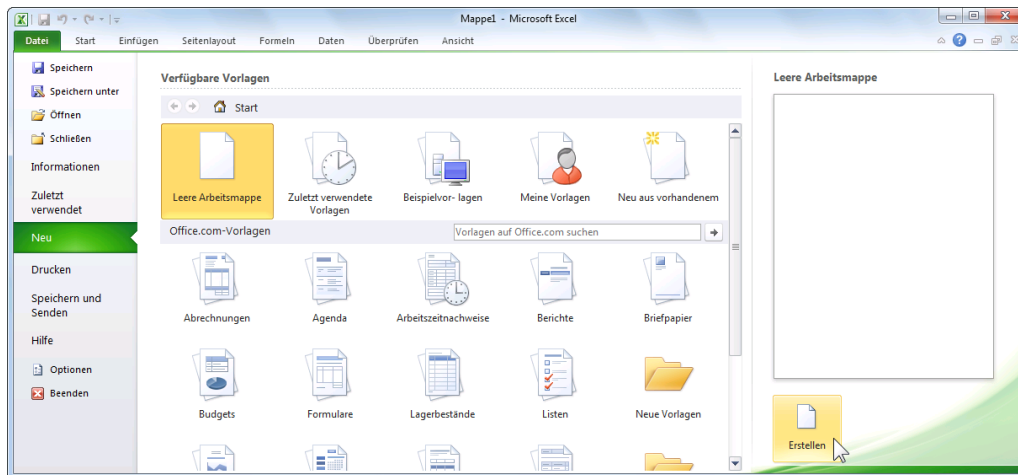 Mappe1 - Microsoft Excel
Datei Start Einfügen Seitenlayout Formeln Daten Überprüfen Ansicht
Speichern
Speichern unter
Öffnen
Schließen
Informationen
Zuletzt
verwendet
Neu
Drucken
Speichern und
Senden
Hilfe
Optionen
Beenden
Verfügbare Vorlagen
Start
Leere Arbeitsmappe
Zuletzt verwendete
Vorlagen
Beispielvor- lagen
Meine Vorlagen
Neu aus vorhandenem
Office.com-Vorlagen
Vorlagen auf Office.com suchen
Abrechnungen
Agenda
Arbeitszeitnachweise
Berichte
Briefpapier
Budgets
Formulare
Lagerbestände
Listen
Neue Vorlagen
Leere Arbeitsmappe
Erstellen